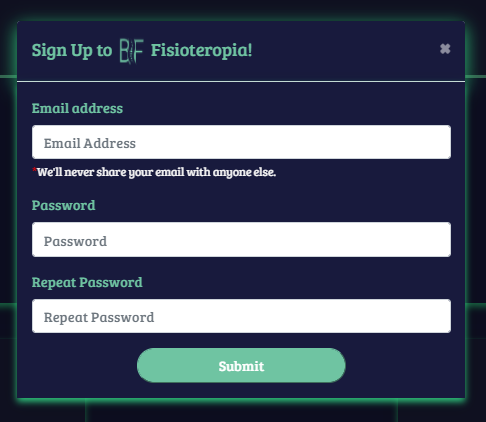 Sign Up to B/F Fisioteropia!
✖
Email address
Email Address
*We'll never share your email with anyone else.
Password
Password
Repeat Password
Repeat Password
Submit